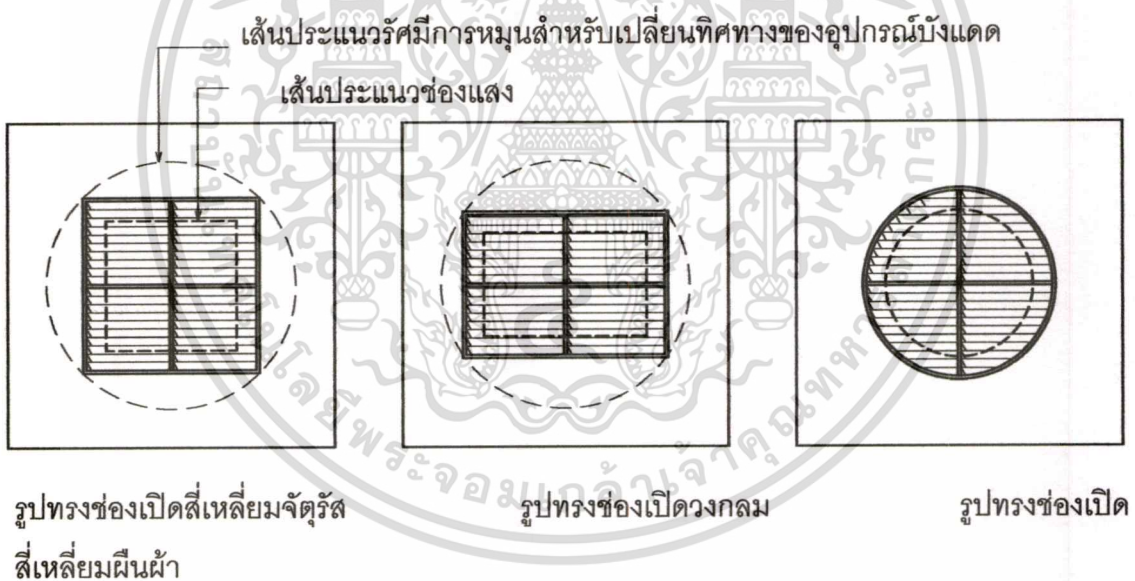 เส้นประแนวรัศมีการหมุนสำหรับเปลี่ยนทิศทางของอุปกรณ์บังแดด
เส้นประแนวช่องแสง
รูปทรงช่องเปิดสี่เหลี่ยมจัตุรัส รูปทรงช่องเปิดวงกลม รูปทรงช่องเปิด
สี่เหลี่ยมผืนผ้า